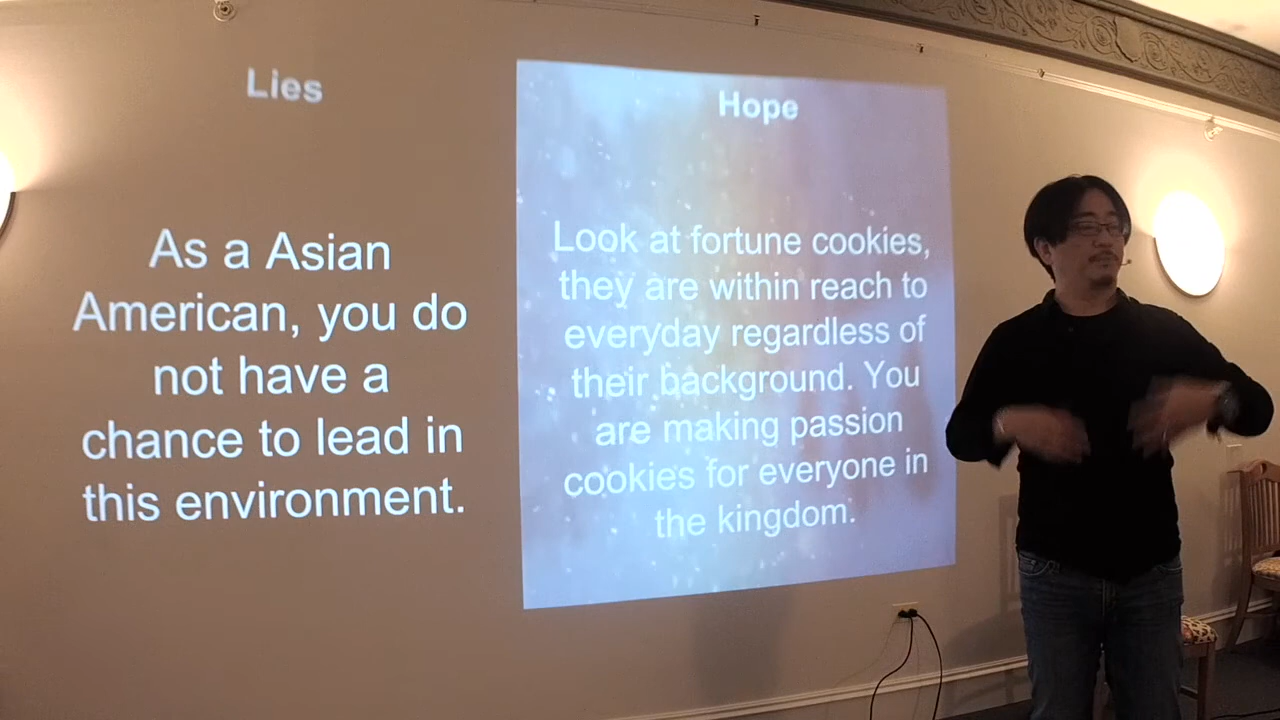 Lies
As a Asian
American, you do
not have a
chance to lead in
this environment.
Hope
Look at fortune cookies,
they are within reach to
everyday regardless of
their background. You
are making passion
cookies for everyone in
the kingdom.